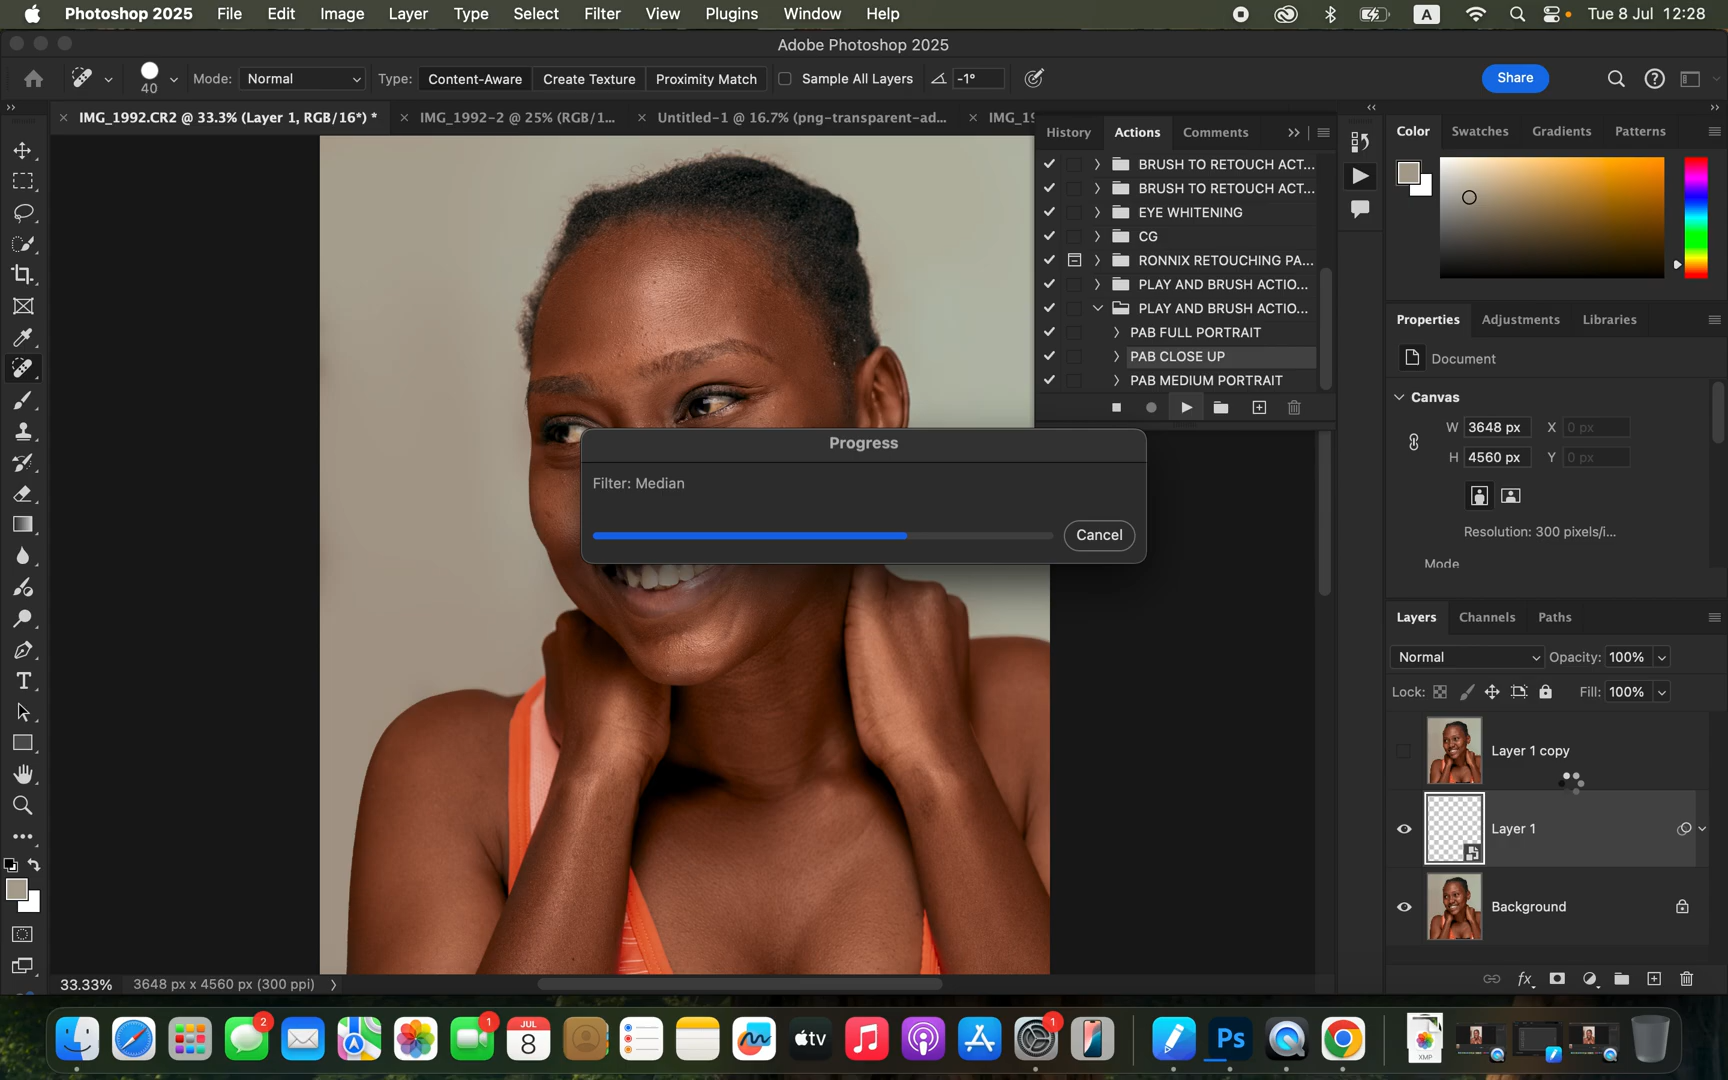 Photoshop 2025 File Edit Image Layer Type Select Filter View Plugins Window Help A Tue 8 Jul 12:28
Adobe Photoshop 2025
40 Mode: Normal Type: Content-Aware Create Texture Proximity Match Sample All Layers -1° Share
IMG_1992.CR2 @ 33.3% (Layer 1, RGB/16*) * IMG_1992-2 @ 25% (RGB/1... Untitled-1 @ 16.7% (png-transparent-ad... IMG_19
History Actions Comments
BRUSH TO RETOUCH ACT...
BRUSH TO RETOUCH ACT...
EYE WHITENING
CG
RONNIX RETOUCHING PA...
PLAY AND BRUSH ACTIO...
PLAY AND BRUSH ACTIO...
PAB FULL PORTRAIT
PAB CLOSE UP
PAB MEDIUM PORTRAIT
Progress
Filter: Median
Cancel
Color Swatches Gradients Patterns
Properties Adjustments Libraries
Document
Canvas
W 3648 px X 0 px
H 4560 px Y 0 px
Resolution: 300 pixels/i...
Mode
Layers Channels Paths
Normal Opacity: 100%
Lock: Fill: 100%
Layer 1 copy
Layer 1
Background
fx
33.33% 3648 px x 4560 px (300 ppi)
2 1 JUL 8 tv 1 Ps XMP